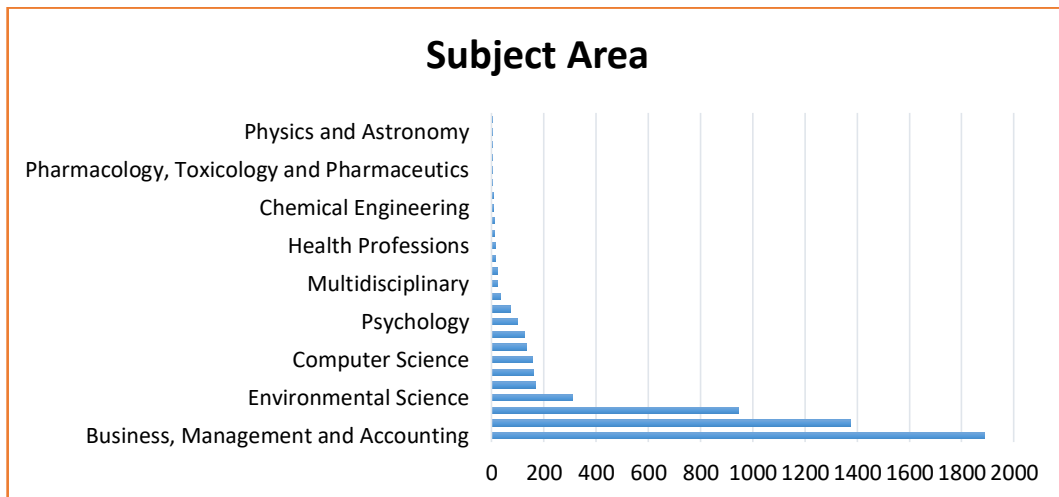 Subject Area
Physics and Astronomy
Pharmacology, Toxicology and Pharmaceutics
Chemical Engineering
Health Professions
Multidisciplinary
Psychology
Computer Science
Environmental Science
Business, Management and Accounting
0 200 400 600 800 1000 1200 1400 1600 1800 2000